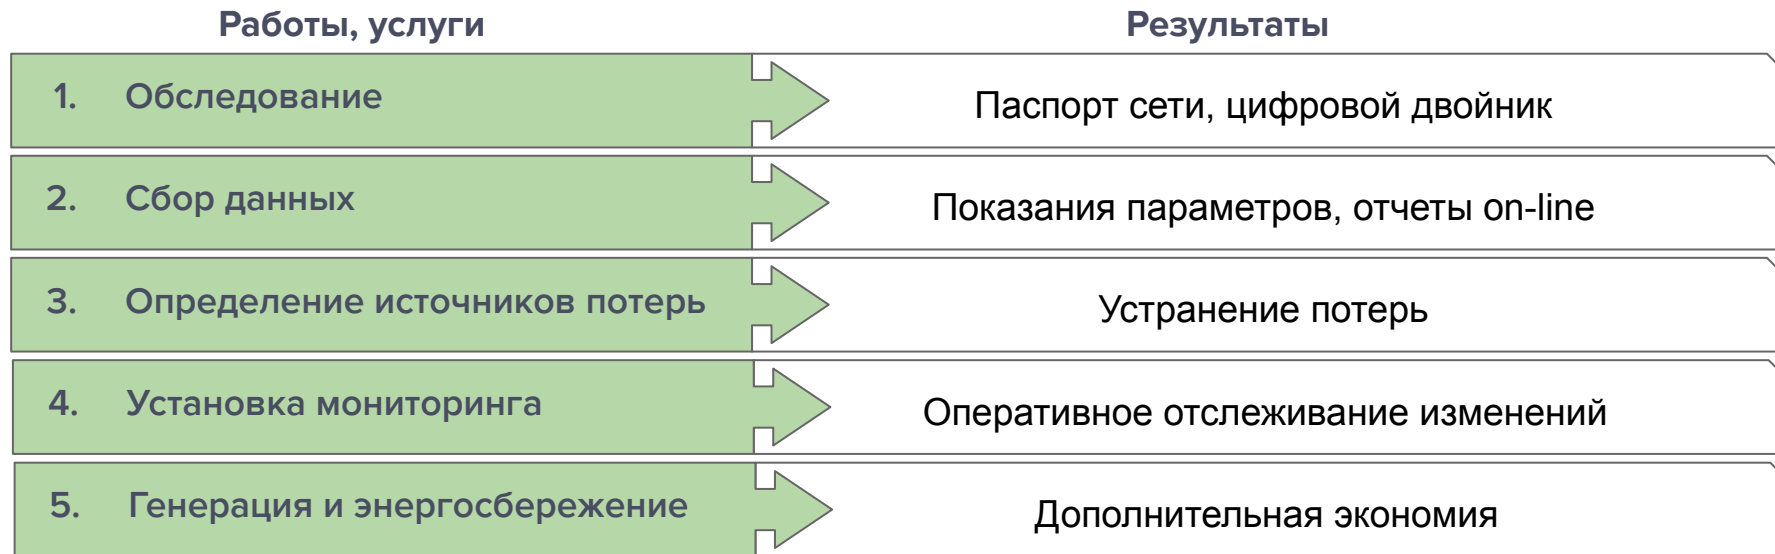 Работы, услуги Результаты
1. Обследование Паспорт сети, цифровой двойник
2. Сбор данных Показания параметров, отчеты on-line
3. Определение источников потерь Устранение потерь
4. Установка мониторинга Оперативное отслеживание изменений
5. Генерация и энергосбережение Дополнительная экономия